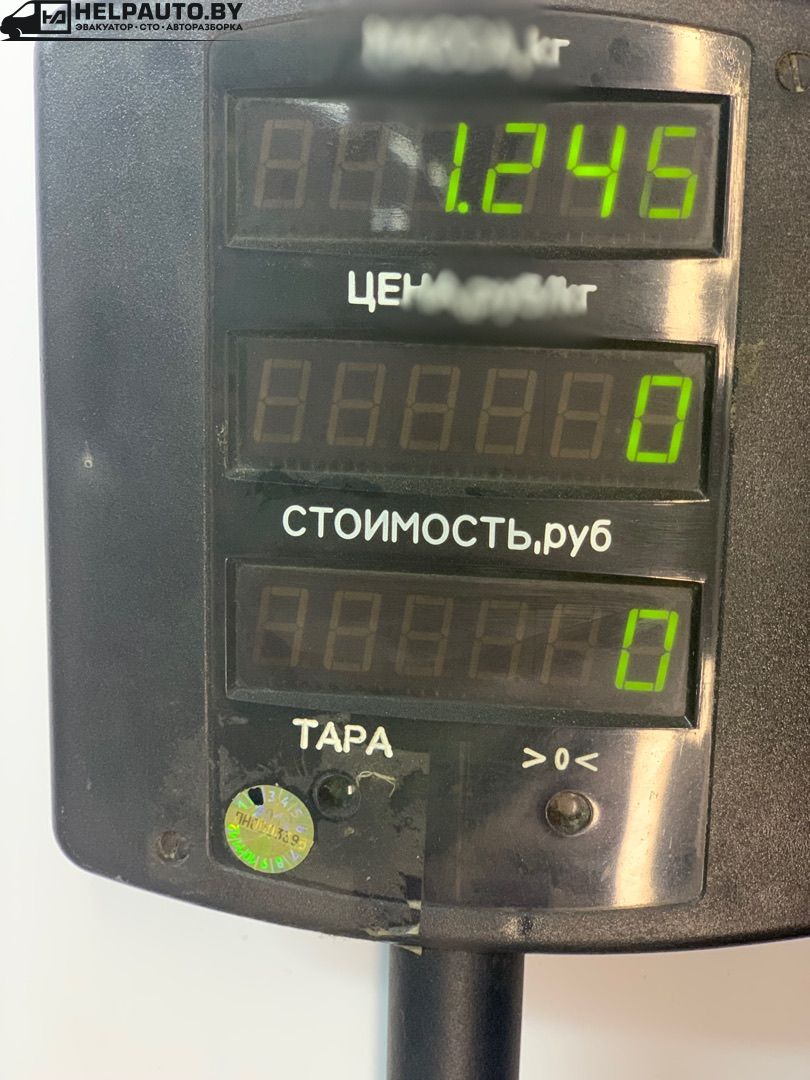 HELPAUTO.BY
ЭВАКУАТОР • СТО • АВТОРАЗБОРКА
1.245
0
СТОИМОСТЬ,руб
0
ТАРА
>0<